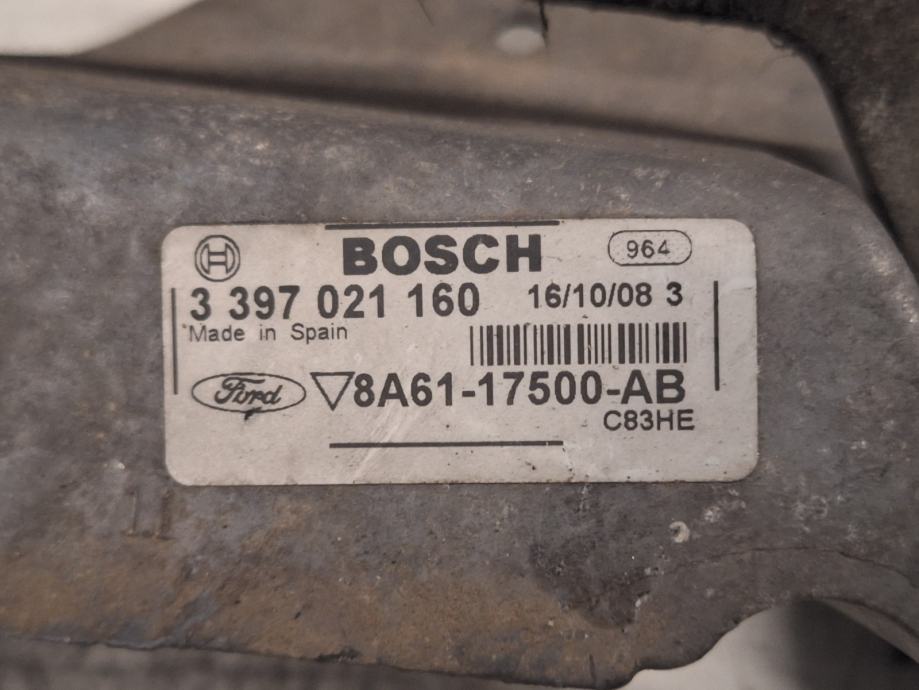 BOSCH 964
3 397 021 160 16/10/08 3
Made in Spain
Ford ▽8A61-17500-AB
C83HE